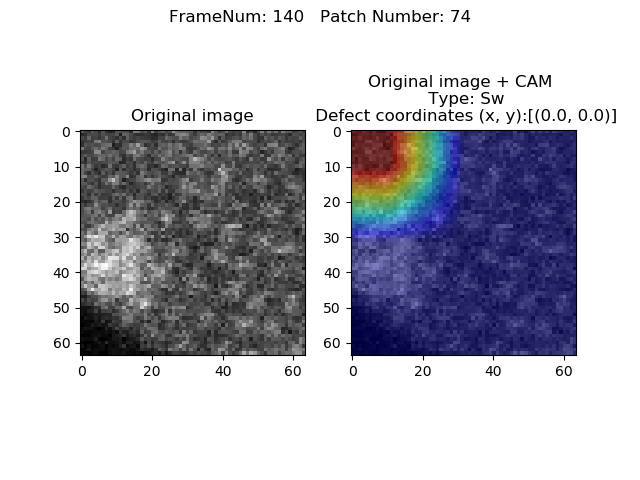 FrameNum: 140   Patch Number: 74
Original image
0
10
20
30
40
50
60
0 20 40 60
Original image + CAM
Type: Sw
Defect coordinates (x, y):[(0.0, 0.0)]
0
10
20
30
40
50
60
0 20 40 60